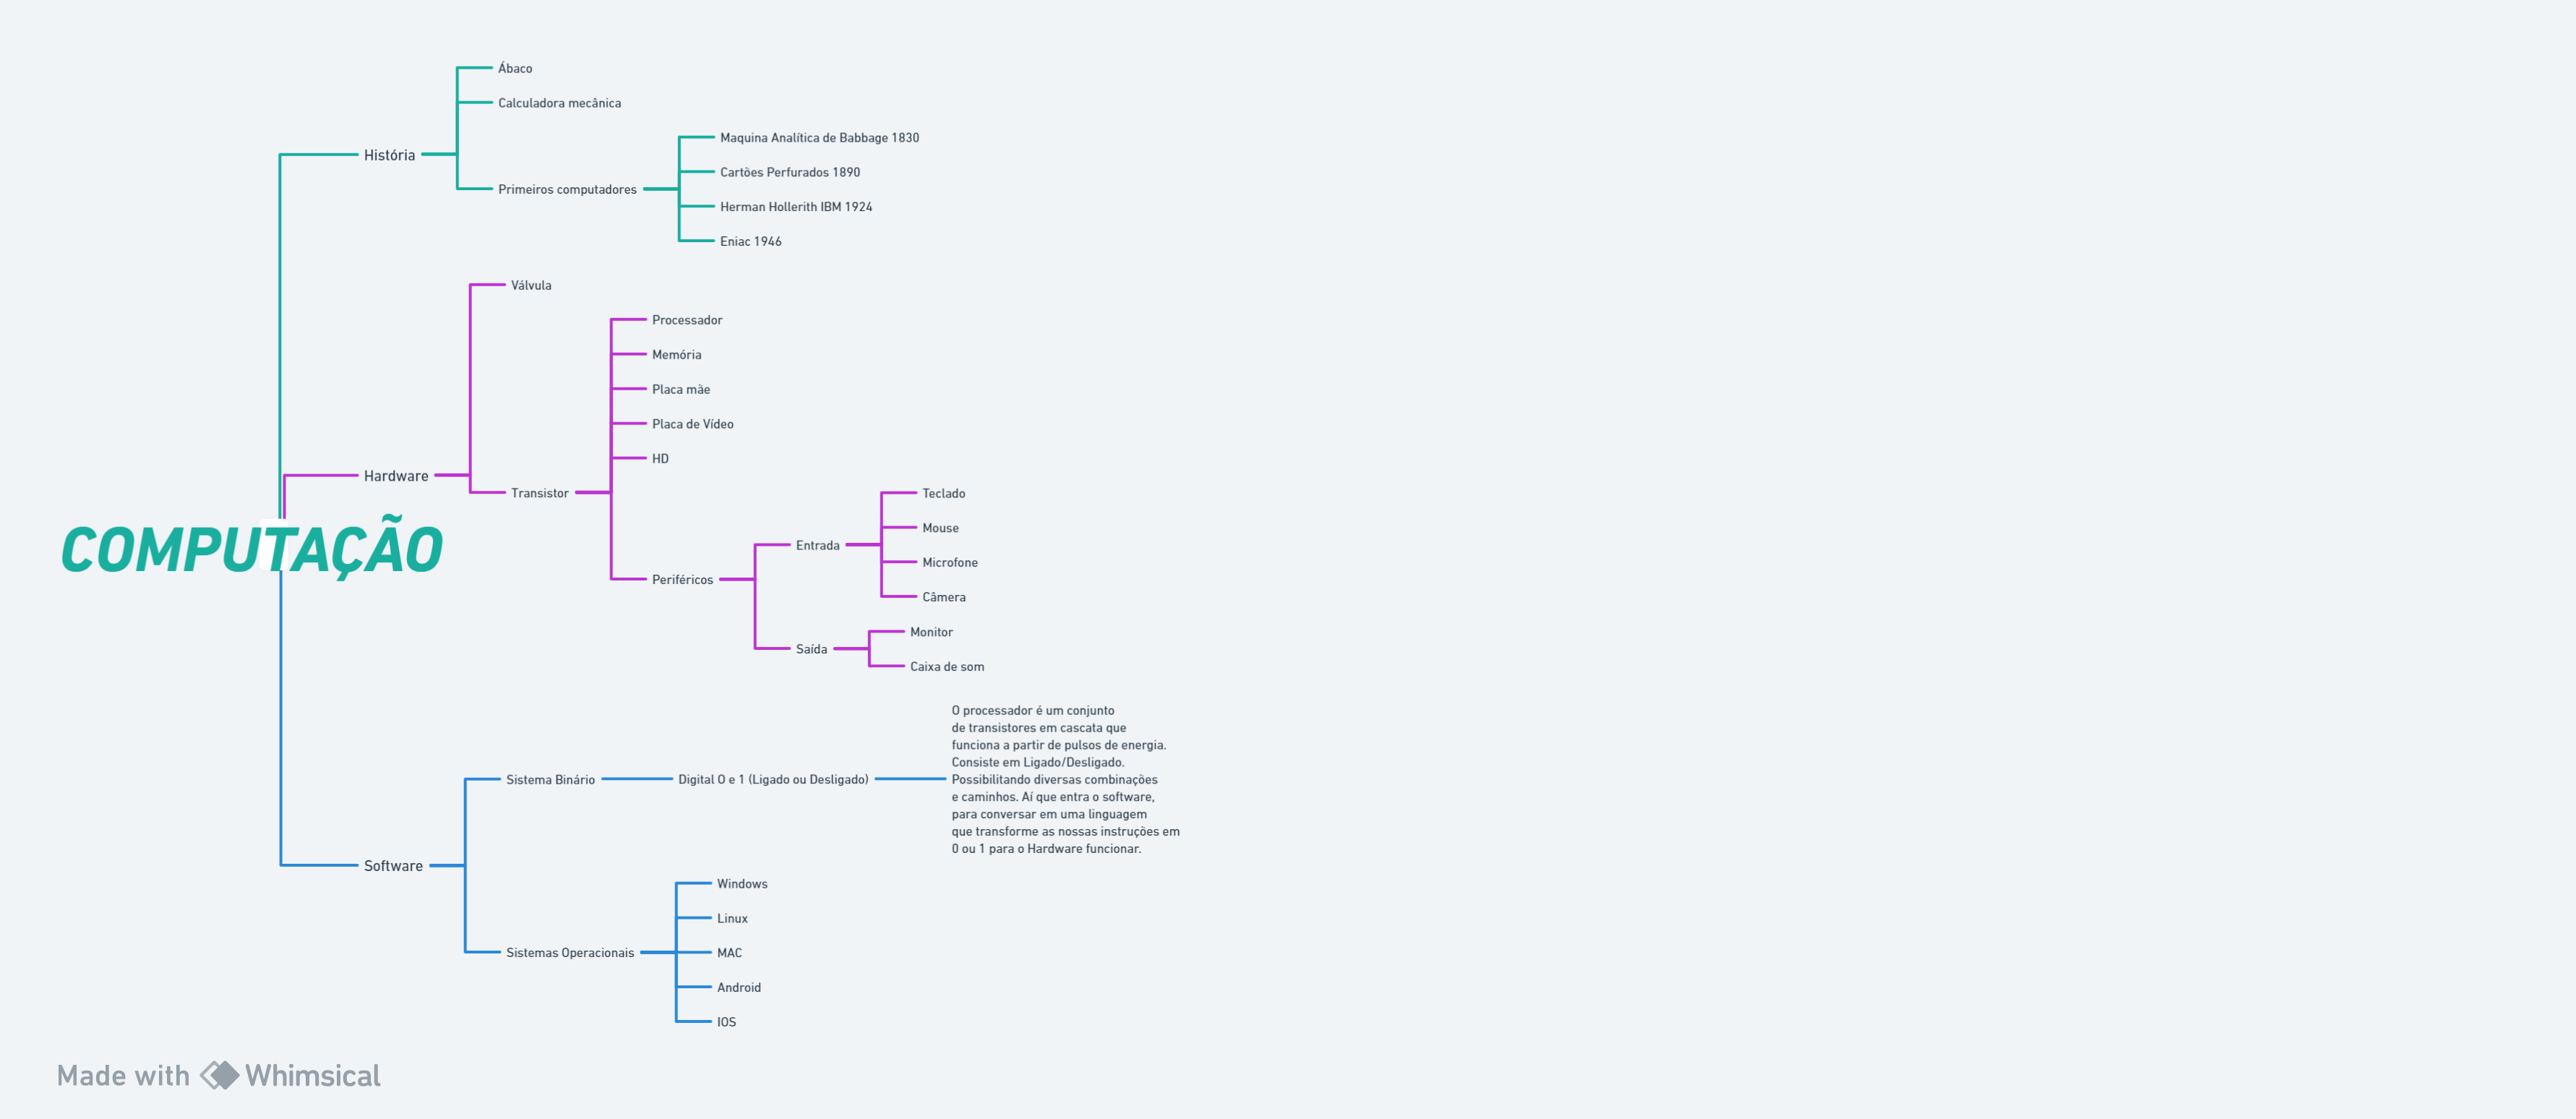 Ábaco
Calculadora mecânica
Maquina Analítica de Babbage 1830
História
Cartões Perfurados 1890
Primeiros computadores
Herman Hollerith IBM 1924
Eniac 1946
Válvula
Processador
Memória
Placa mãe
Placa de Vídeo
HD
Hardware
Transistor
Teclado
Mouse
Entrada
Microfone
Periféricos
Câmera
Monitor
Saída
Caixa de som
COMPUTAÇÃO
O processador é um conjunto
de transistores em cascata que
funciona a partir de pulsos de energia.
Consiste em Ligado/Desligado.
Sistema Binário
Digital O e 1 (Ligado ou Desligado)
Possibilitando diversas combinações
e caminhos. Aí que entra o software,
para conversar em uma linguagem
que transforme as nossas instruções em
0 ou 1 para o Hardware funcionar.
Software
Windows
Linux
Sistemas Operacionais
MAC
Android
IOS
Made with Whimsical